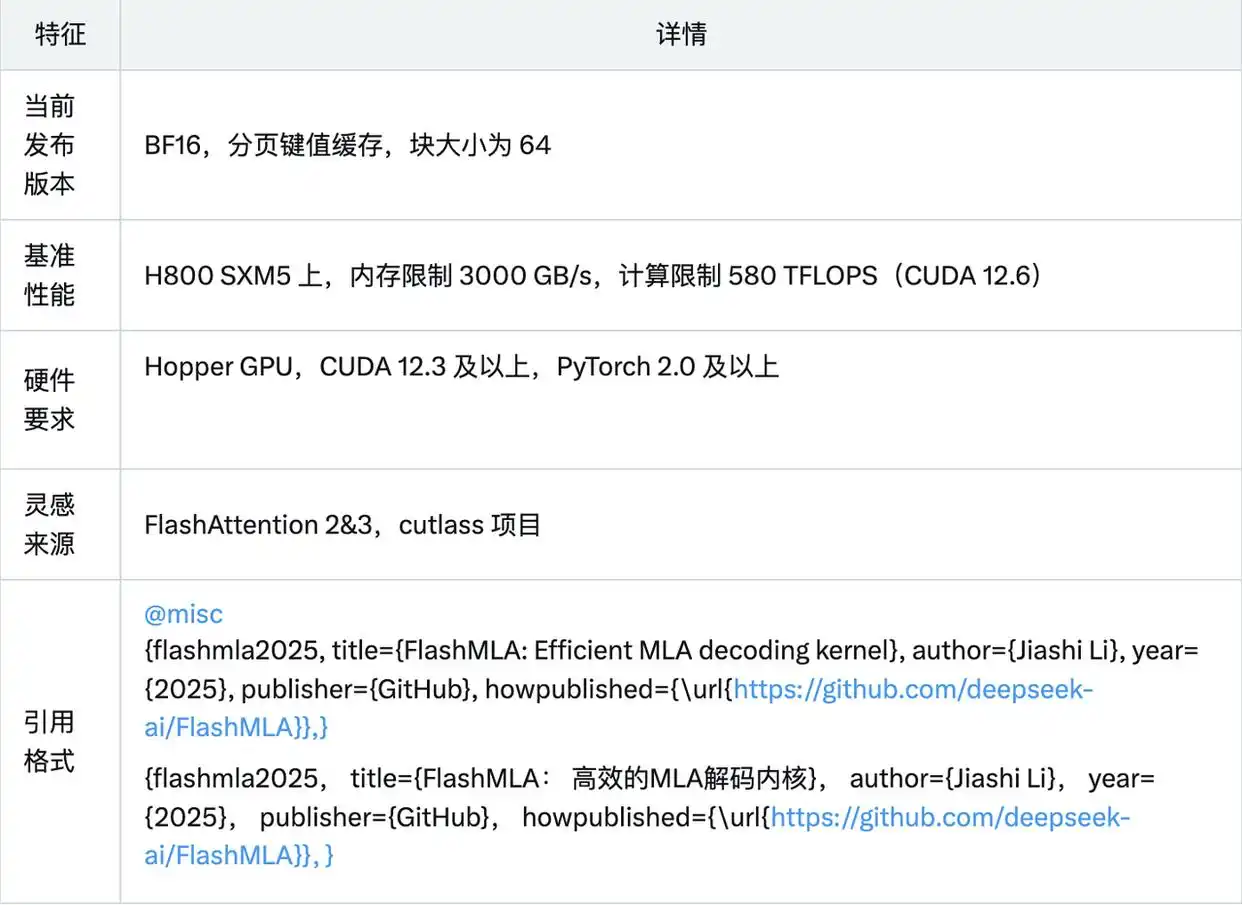 特征
详情
当前
发布
版本
BF16，分页键值缓存，块大小为 64
基准
性能
H800 SXM5 上，内存限制 3000 GB/s，计算限制 580 TFLOPS（CUDA 12.6）
硬件
要求
Hopper GPU，CUDA 12.3 及以上，PyTorch 2.0 及以上
灵感
来源
FlashAttention 2&3，cutlass 项目
引用
格式
@misc
{flashmla2025, title={FlashMLA: Efficient MLA decoding kernel}, author={Jiashi Li}, year=
{2025}, publisher={GitHub}, howpublished={\url{https://github.com/deepseek-
ai/FlashMLA}},}
{flashmla2025， title={FlashMLA： 高效的MLA解码内核}， author={Jiashi Li}， year=
{2025}， publisher={GitHub}， howpublished={\url{https://github.com/deepseek-
ai/FlashMLA}}, }